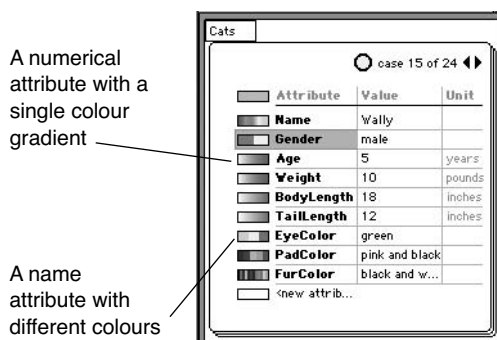 A numerical
attribute with a
single colour
gradient
A name
attribute with
different colours
Cats
case 15 of 24
Attribute Value Unit
Name Wally
Gender male
Age 5 years
Weight 10 pounds
BodyLength 18 inches
TailLength 12 inches
EyeColor green
PadColor pink and black
FurColor black and w...
<new attrib...